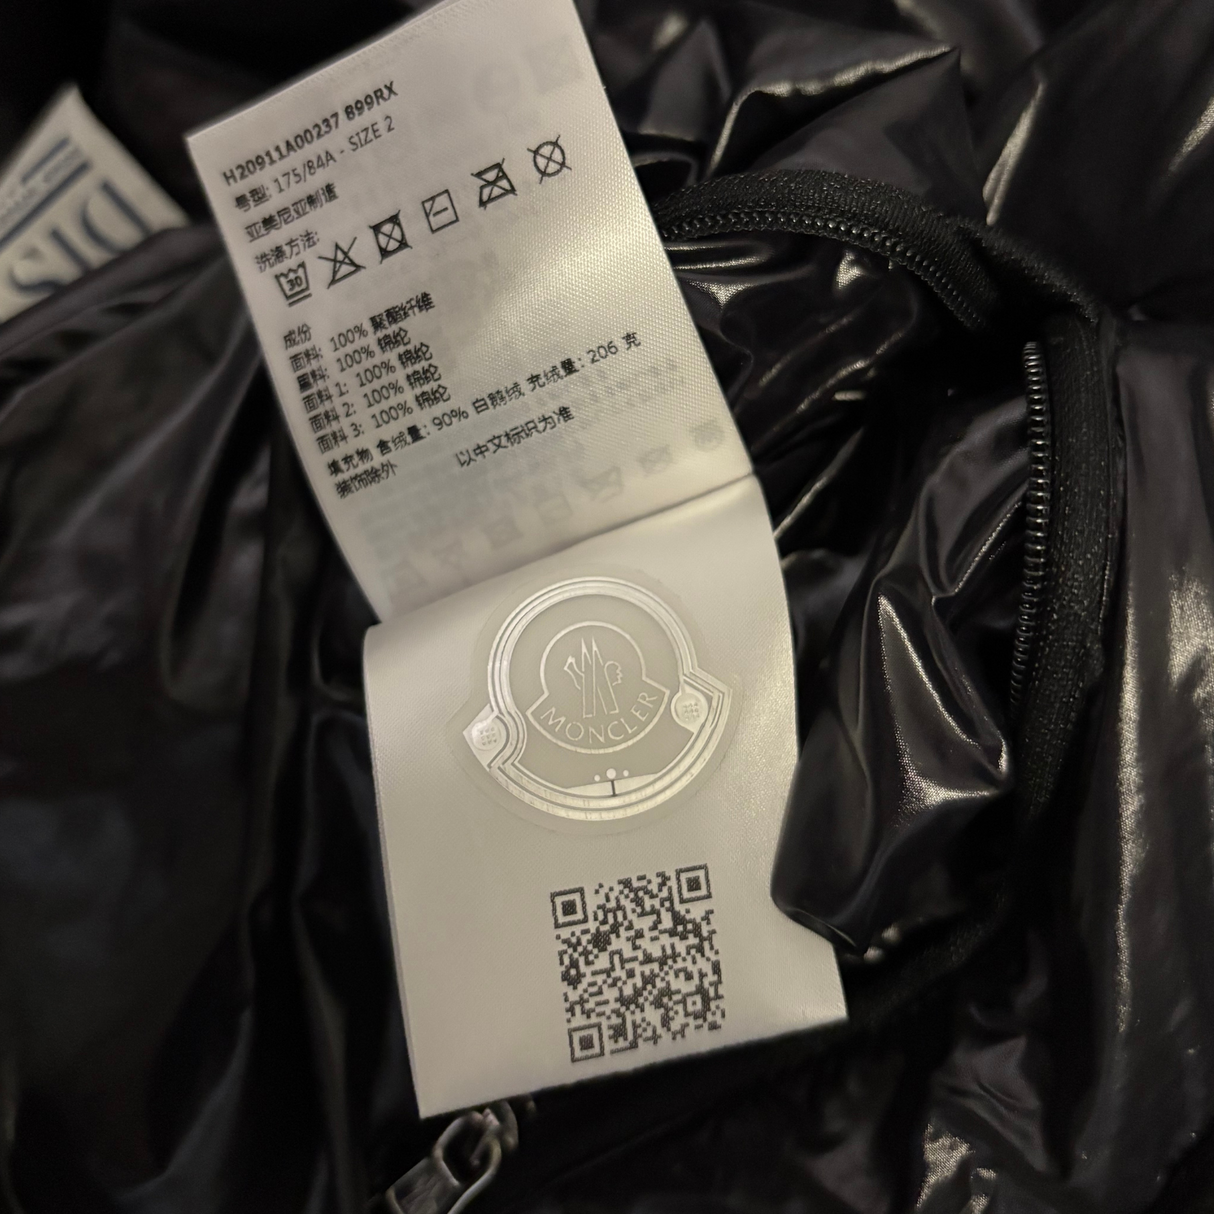 H20911A00237 899RX
号型: 175/84A - SIZE 2
亚美尼亚制造
洗涤方法:
30
成份
面料: 100% 聚酯纤维
里料: 100% 锦纶
面料 1: 100% 锦纶
面料 2: 100% 锦纶
面料 3: 100% 锦纶
填充物 含绒量: 90% 白鹅绒 充绒量: 206 克
装饰除外 以中文标识为准
MONCLER